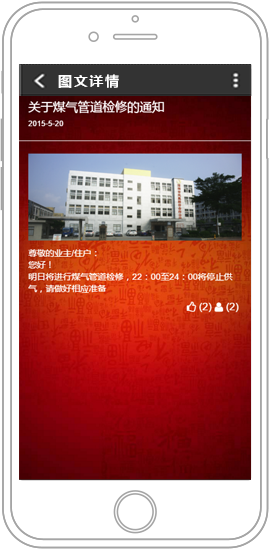 图文详情
关于煤气管道检修的通知
2015-5-20
尊敬的业主/住户：
您好！
明日将进行煤气管道检修，22：00至24：00将停止供
气，请做好相应准备
(2) (2)